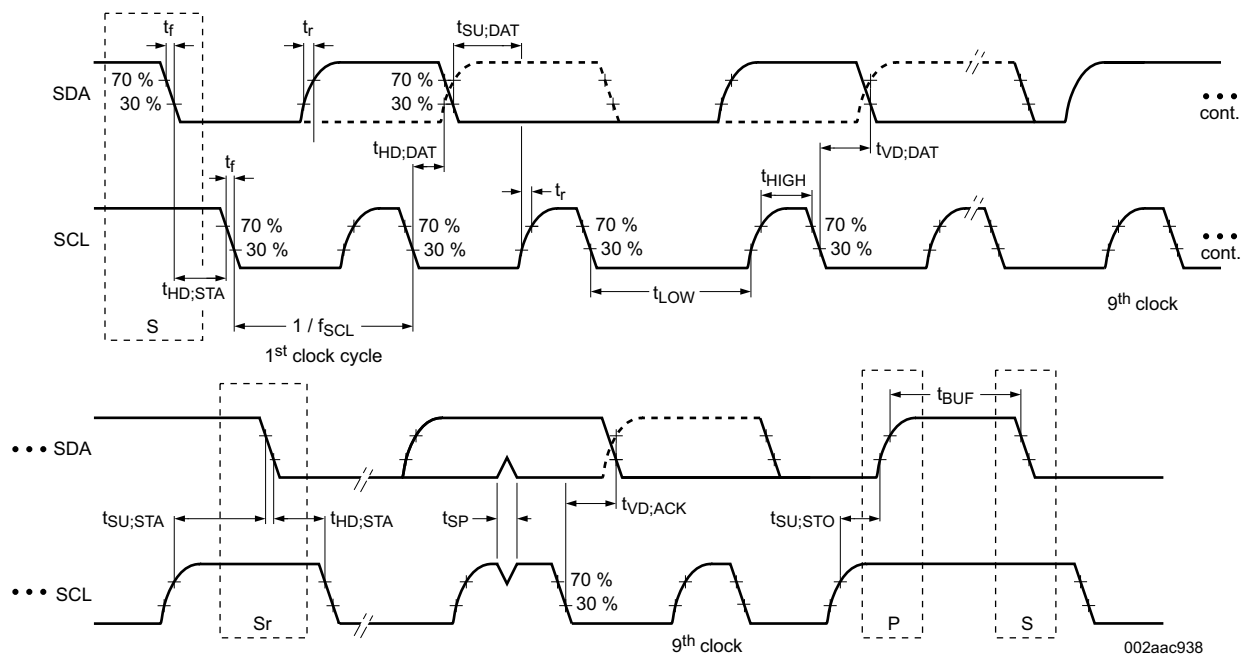 tf
tr
tSU;DAT
70 %
SDA
30 %
70 %
30 %
cont.
tHD;DAT
tVD;DAT
tf
tr
tHIGH
70 %
SCL
30 %
70 %
30 %
70 %
30 %
70 %
30 %
cont.
tHD;STA
tLOW
9th clock
S
1 / fSCL
1st clock cycle
tBUF
SDA
tSU;STA
tHD;STA
tSP
tVD;ACK
tSU;STO
SCL
70 %
30 %
Sr
9th clock
P
S
002aac938